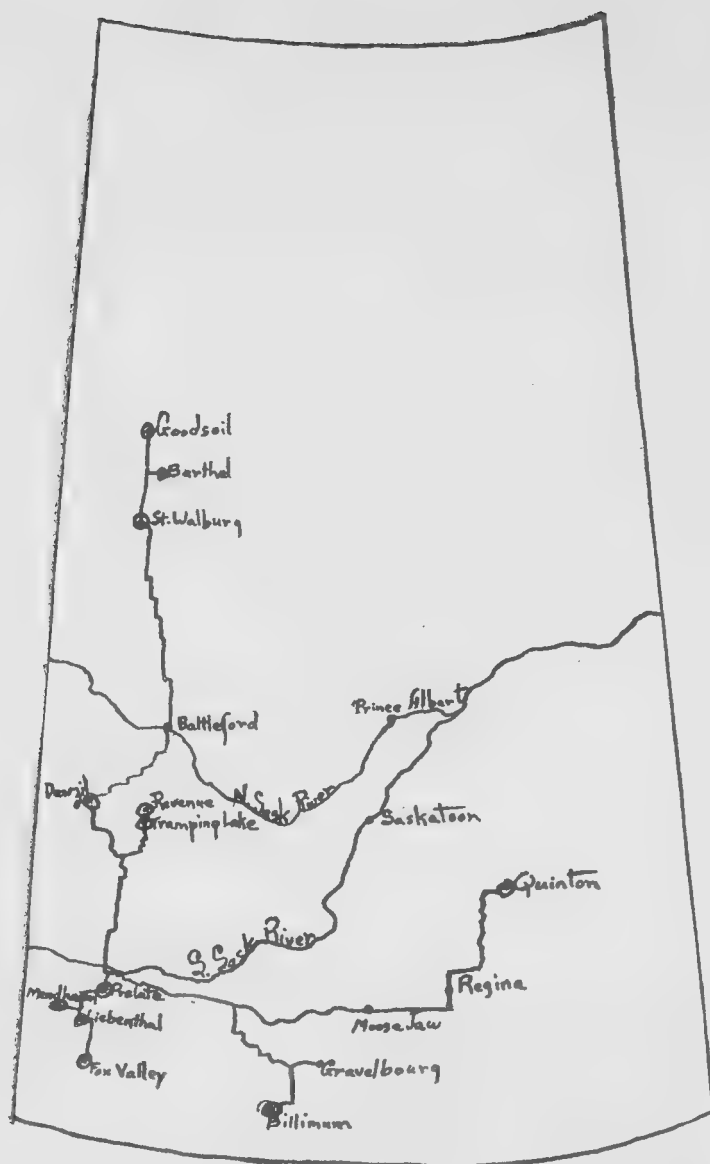 Goodsoil
Barthel
St. Walburg
Battleford
Prince Albert
Denzil
Revenue
Tramping Lake
N. Sask River
Saskatoon
Quinton
S. Sask River
Regina
Prelate
Liebenthal
Moose Jaw
Fox Valley
Gravelbourg
Billimum